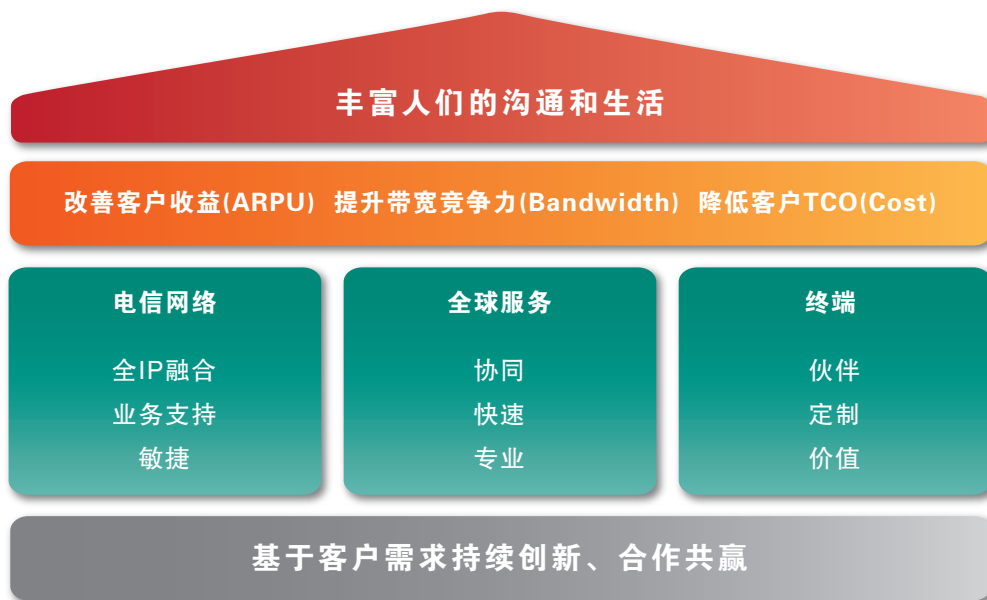 丰富人们的沟通和生活
改善客户收益(ARPU) 提升带宽竞争力(Bandwidth) 降低客户TCO(Cost)
电信网络
全IP融合
业务支持
敏捷
全球服务
协同
快速
专业
终端
伙伴
定制
价值
基于客户需求持续创新、合作共赢